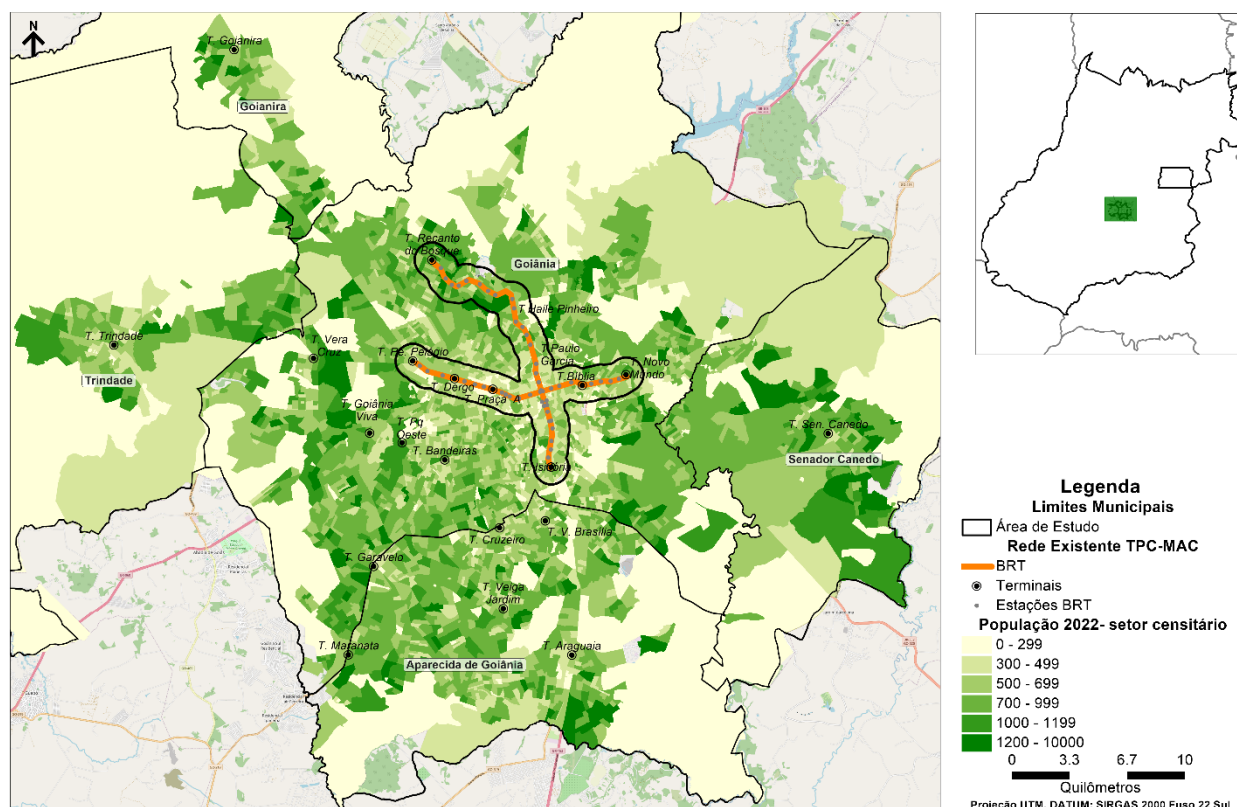 N
T. Goianira
Goianira
T. Recanto
do Bosque
Goiânia
T.Haile Pinheiro
T. Trindade
T. Vera
Cruz
T. Pe. Pelágio
T.Paulo
Garcia
T. Novo
Mundo
Trindade
T. Dergo
T.Bíblia
T. Praça A
T. Goiânia
Viva
T. Pq
Oeste
T. Bandeiras
T. Sen. Canedo
Senador Canedo
T. Isidória
T. Cruzeiro
T. V. Brasília
T. Garavelo
T. Veiga
Jardim
T. Maranata
Aparecida de Goiânia
T. Araguaia
Legenda
Limites Municipais
Área de Estudo
Rede Existente TPC-MAC
BRT
Terminais
Estações BRT
População 2022- setor censitário
0 - 299
300 - 499
500 - 699
700 - 999
1000 - 1199
1200 - 10000
0 3.3 6.7 10
Quilômetros
Projeção UTM, DATUM: SIRGAS 2000 Fuso 22 Sul